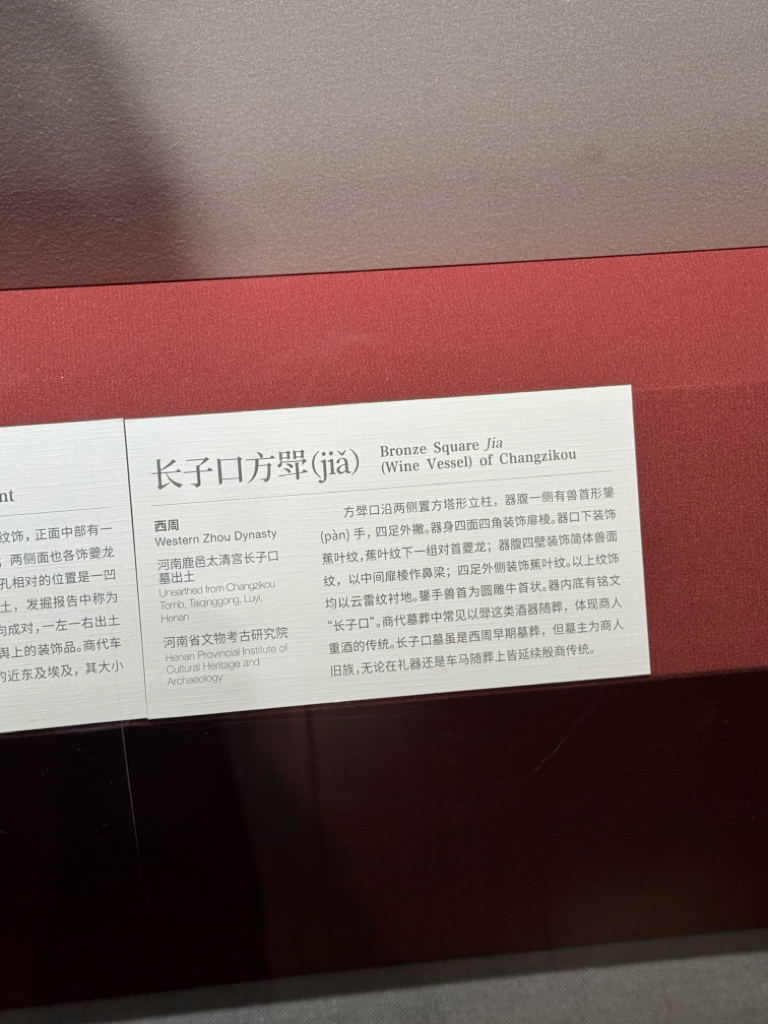 nt
纹饰，正面中部有一
；两侧面也各饰夔龙
孔相对的位置是一凹
土，发掘报告中称为
向成对，一左一右出土
舆上的装饰品。商代车
的近东及埃及，其大小
长子口方斝(jiǎ)
Bronze Square Jia
(Wine Vessel) of Changzikou
西周
Western Zhou Dynasty
河南鹿邑太清宫长子口
墓出土
Unearthed from Changzikou
Tomb, Taiqinggong, Luyi,
Henan
河南省文物考古研究院
Henan Provincial Institute of
Cultural Heritage and
Archaeology
方斝口沿两侧置方塔形立柱，器腹一侧有兽首形鋬
(pàn) 手，四足外撇。器身四面四角装饰扉棱。器口下装饰
蕉叶纹，蕉叶纹下一组对首夔龙；器腹四壁装饰简体兽面
纹，以中间扉棱作鼻梁；四足外侧装饰蕉叶纹。以上纹饰
均以云雷纹衬地。鋬手兽首为圆雕牛首状。器内底有铭文
“长子口”。商代墓葬中常见以斝这类酒器随葬，体现商人
重酒的传统。长子口墓虽是西周早期墓葬，但墓主为商人
旧族，无论在礼器还是车马随葬上皆延续殷商传统。